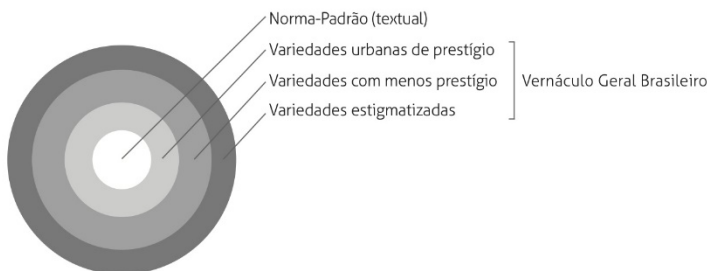 Norma-Padrão (textual)
Variedades urbanas de prestígio
Variedades com menos prestígio
Vernáculo Geral Brasileiro
Variedades estigmatizadas